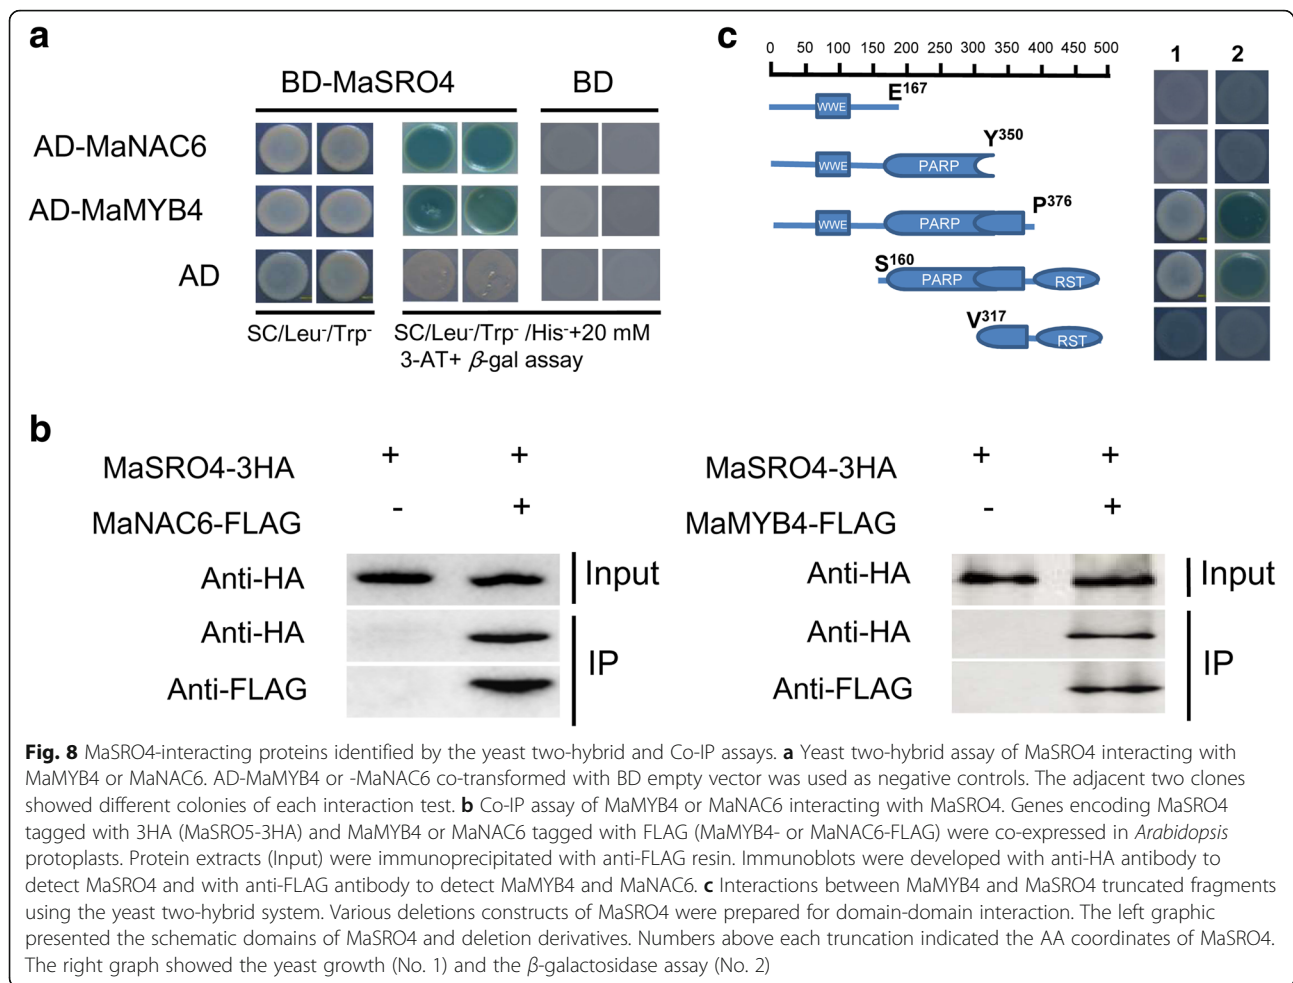 a
BD-MaSRO4 BD
AD-MaNAC6
AD-MaMYB4
AD
SC/Leu⁻/Trp⁻ SC/Leu⁻/Trp⁻ /His⁻+20 mM
3-AT+ β-gal assay
c
0 50 100 150 200 250 300 350 400 450 500
1 2
WWE E¹⁶⁷
WWE PARP Y³⁵⁰
WWE PARP P³⁷⁶
S¹⁶⁰ PARP RST
V³¹⁷ RST
b
MaSRO4-3HA + +
MaNAC6-FLAG - +
Anti-HA Input
Anti-HA
Anti-FLAG
IP
MaSRO4-3HA + +
MaMYB4-FLAG - +
Anti-HA Input
Anti-HA
Anti-FLAG
IP
Fig. 8 MaSRO4-interacting proteins identified by the yeast two-hybrid and Co-IP assays. a Yeast two-hybrid assay of MaSRO4 interacting with
MaMYB4 or MaNAC6. AD-MaMYB4 or -MaNAC6 co-transformed with BD empty vector was used as negative controls. The adjacent two clones
showed different colonies of each interaction test. b Co-IP assay of MaMYB4 or MaNAC6 interacting with MaSRO4. Genes encoding MaSRO4
tagged with 3HA (MaSRO5-3HA) and MaMYB4 or MaNAC6 tagged with FLAG (MaMYB4- or MaNAC6-FLAG) were co-expressed in Arabidopsis
protoplasts. Protein extracts (Input) were immunoprecipitated with anti-FLAG resin. Immunoblots were developed with anti-HA antibody to
detect MaSRO4 and with anti-FLAG antibody to detect MaMYB4 and MaNAC6. c Interactions between MaMYB4 and MaSRO4 truncated fragments
using the yeast two-hybrid system. Various deletions constructs of MaSRO4 were prepared for domain-domain interaction. The left graphic
presented the schematic domains of MaSRO4 and deletion derivatives. Numbers above each truncation indicated the AA coordinates of MaSRO4.
The right graph showed the yeast growth (No. 1) and the β-galactosidase assay (No. 2)